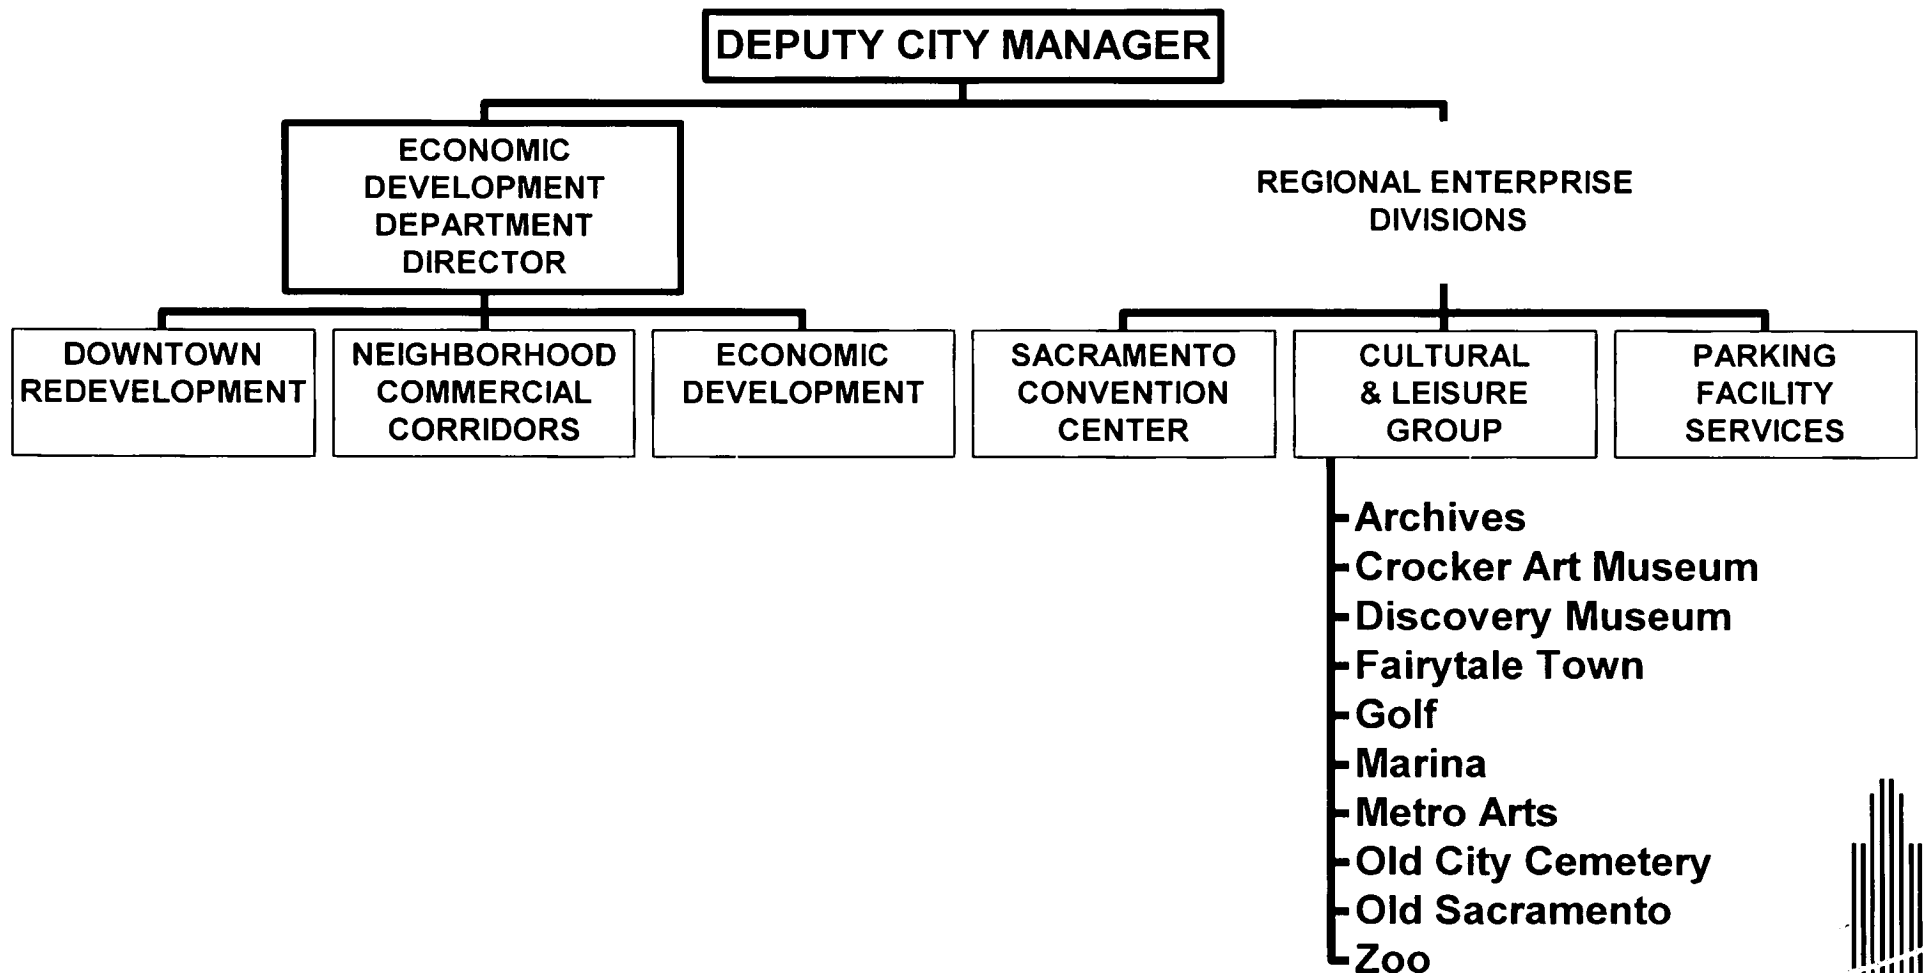 DEPUTY CITY MANAGER
ECONOMIC
DEVELOPMENT
DEPARTMENT
DIRECTOR
REGIONAL ENTERPRISE
DIVISIONS
DOWNTOWN
REDEVELOPMENT
NEIGHBORHOOD
COMMERCIAL
CORRIDORS
ECONOMIC
DEVELOPMENT
SACRAMENTO
CONVENTION
CENTER
CULTURAL
& LEISURE
GROUP
PARKING
FACILITY
SERVICES
Archives
Crocker Art Museum
Discovery Museum
Fairytale Town
Golf
Marina
Metro Arts
Old City Cemetery
Old Sacramento
Zoo